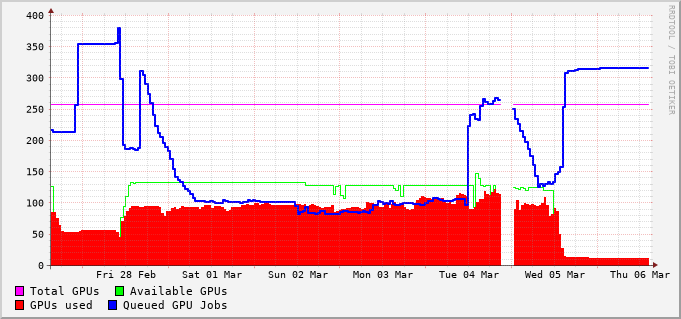 400
350
300
250
200
150
100
50
0
Fri 28 Feb Sat 01 Mar Sun 02 Mar Mon 03 Mar Tue 04 Mar Wed 05 Mar Thu 06 Mar
Total GPUs Available GPUs
GPUs used Queued GPU Jobs
RRDTOOL / TOBI OETIKER